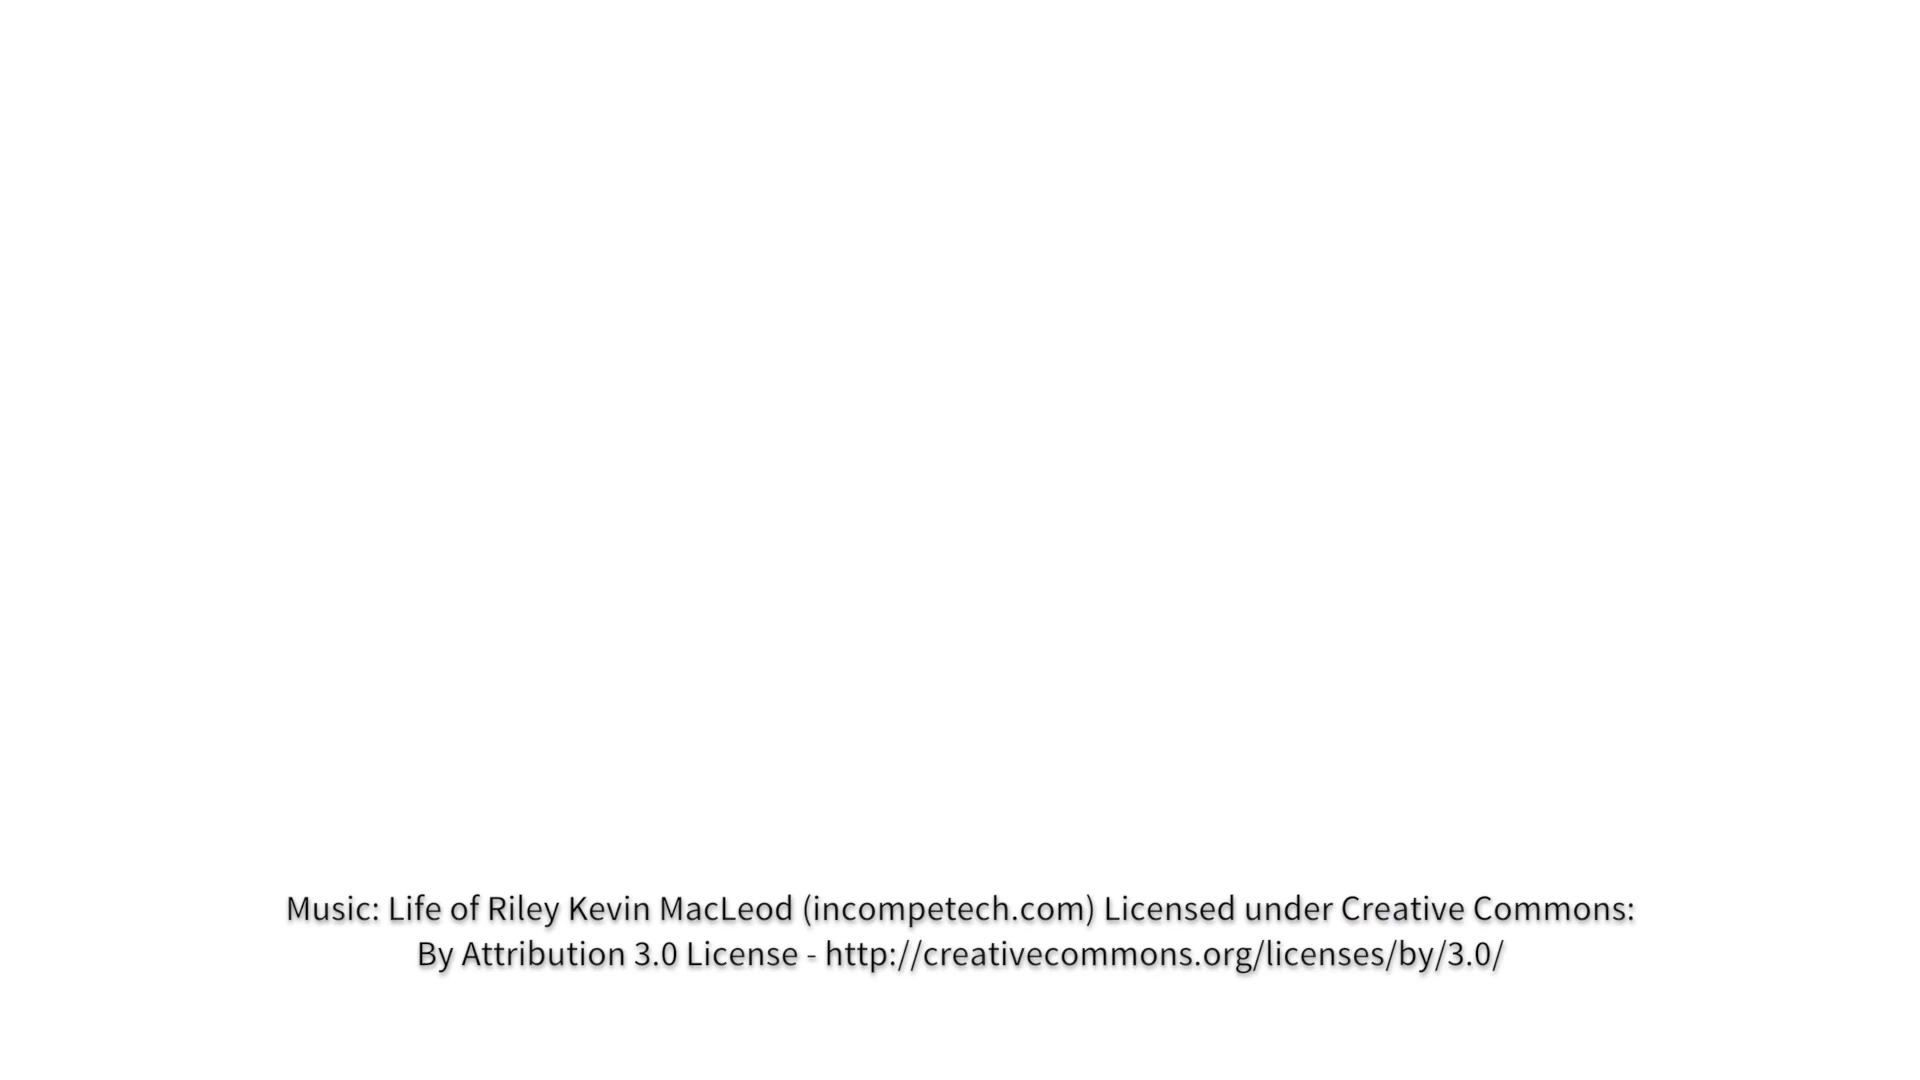 Music: Life of Riley Kevin MacLeod (incompetech.com) Licensed under Creative Commons:
By Attribution 3.0 License - http://creativecommons.org/licenses/by/3.0/